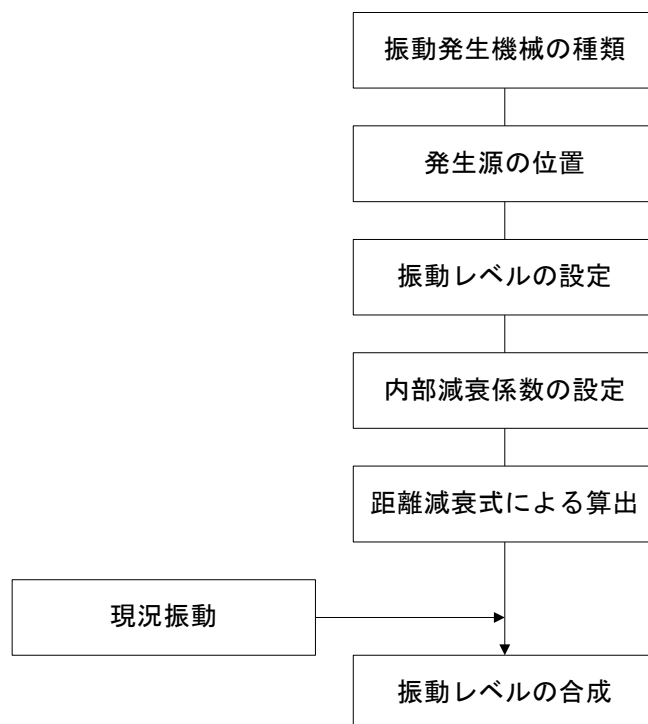 振動発生機械の種類
発生源の位置
振動レベルの設定
内部減衰係数の設定
距離減衰式による算出
現況振動
振動レベルの合成